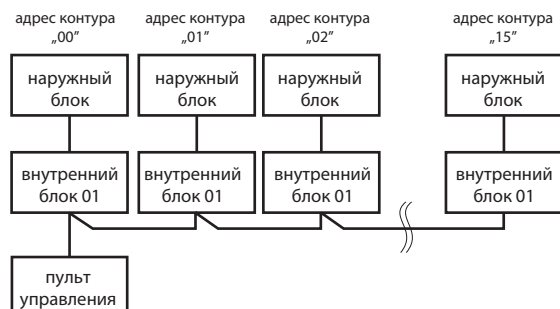 адрес контура
„00”
адрес контура
„01”
адрес контура
„02”
адрес контура
„15”
наружный
блок
наружный
блок
наружный
блок
наружный
блок
внутренний
блок 01
внутренний
блок 01
внутренний
блок 01
внутренний
блок 01
пульт
управления